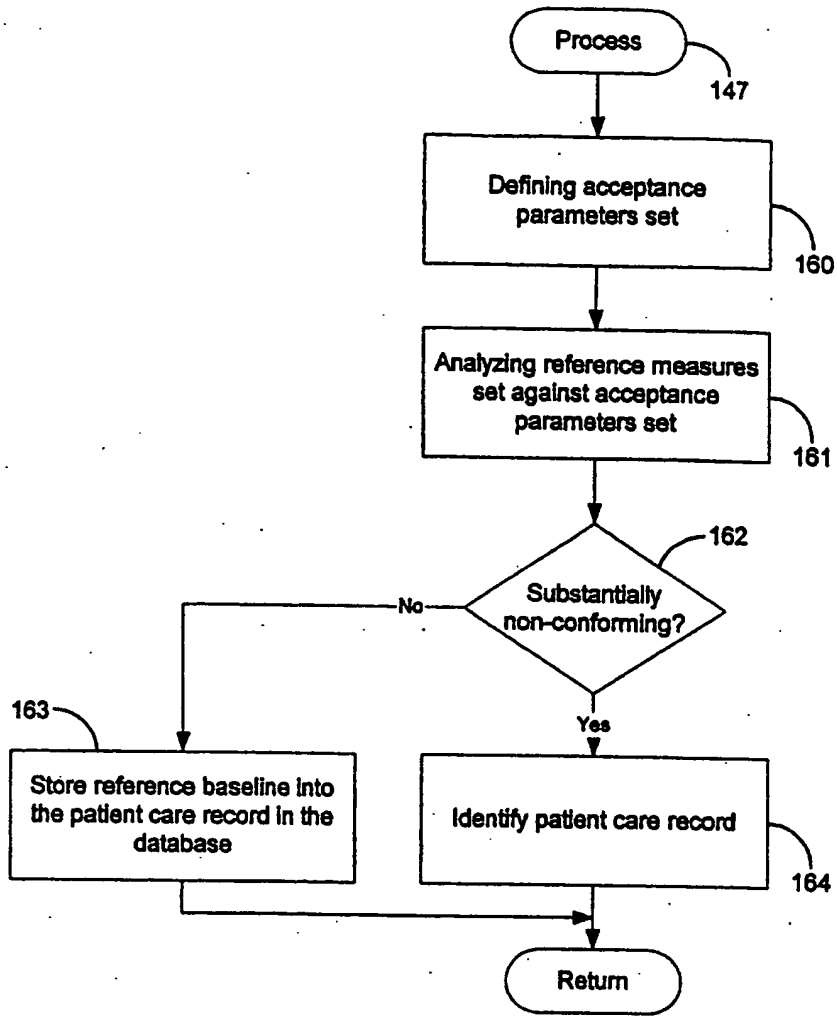 Process
147
Defining acceptance
parameters set
160
Analyzing reference measures
set against acceptance
parameters set
161
162
Substantially
non-conforming?
No
Yes
163
Store reference baseline into
the patient care record in the
database
Identify patient care record
164
Return